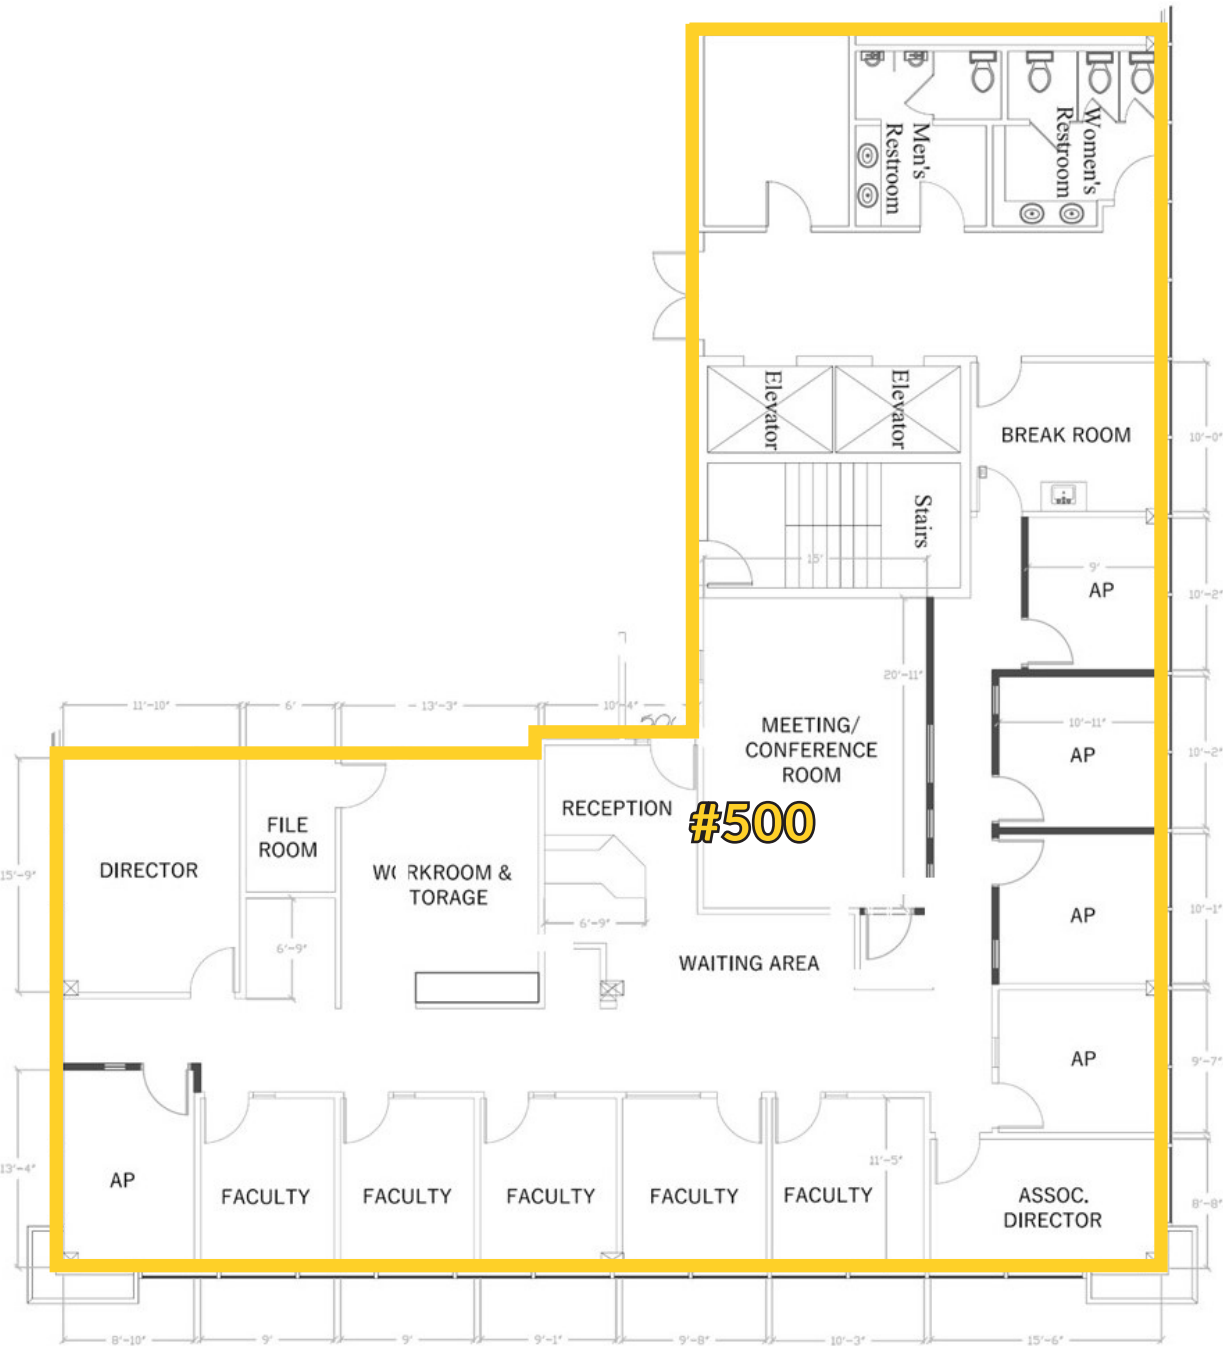 Men's
Restroom
Women's
Restroom
Elevator
Elevator
BREAK ROOM
10'-0"
Stairs
15'
9'
AP
10'-2"
20'-11"
11'-10"
6'
13'-3"
10'-4"
MEETING/
CONFERENCE
ROOM
10'-11"
AP
10'-2"
RECEPTION
#500
FILE
ROOM
DIRECTOR
15'-9"
WORKROOM &
TORAGE
6'-9"
6'-9"
AP
10'-1"
WAITING AREA
AP
9'-7"
13'-4"
AP
FACULTY
FACULTY
FACULTY
FACULTY
FACULTY
11'-5"
ASSOC.
DIRECTOR
8'-8"
8'-10"
9'
9'
9'-1"
9'-8"
10'-3"
15'-6"